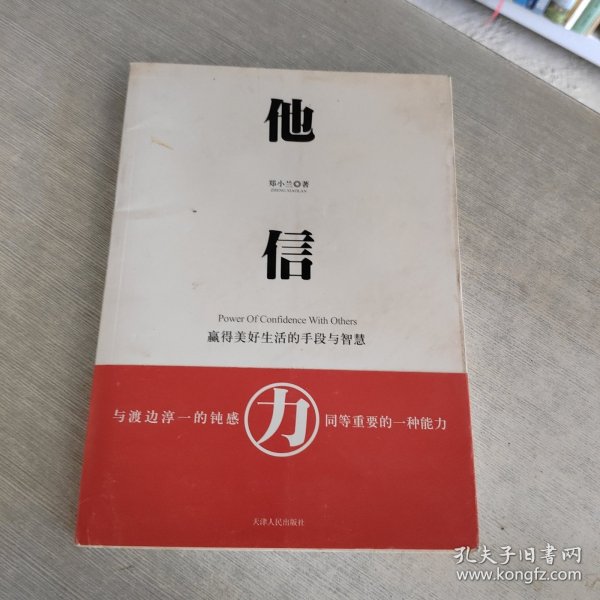 他
郑小兰 著
ZHENG XIAOLAN
信
Power Of Confidence With Others
赢得美好生活的手段与智慧
与渡边淳一的钝感 力 同等重要的一种能力
天津人民出版社
孔夫子旧书网
www.kongfz.com